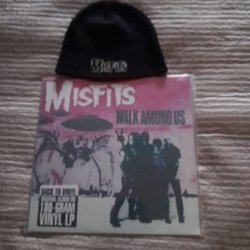 MISFITS
MISFITS
WALK AMONG US
BACK TO VINYL
180-GRAM
VINYL LP